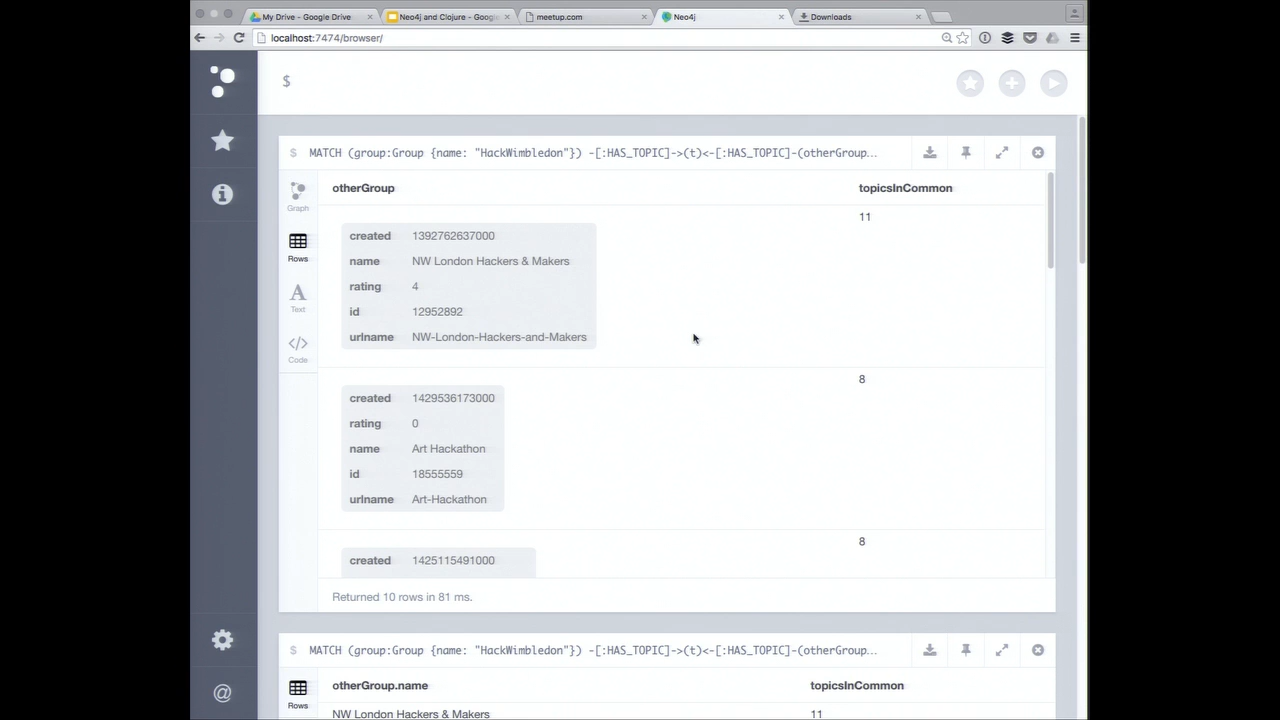 My Drive - Google Drive
Neo4j and Clojure - Goog
meetup.com
Neo4j
Downloads
localhost:7474/browser/
$
$ MATCH (group:Group {name: "HackWimbledon"}) -[:HAS_TOPIC]->(t)<-[:HAS_TOPIC]-(otherGroup…
Graph
Rows
Text
</>
Code
otherGroup topicsInCommon
11
created 1392762637000
name NW London Hackers & Makers
rating 4
id 12952892
urlname NW-London-Hackers-and-Makers
8
created 1429536173000
rating 0
name Art Hackathon
id 18555559
urlname Art-Hackathon
8
created 1425115491000
Returned 10 rows in 81 ms.
$ MATCH (group:Group {name: "HackWimbledon"}) -[:HAS_TOPIC]->(t)<-[:HAS_TOPIC]-(otherGroup…
Rows
otherGroup.name topicsInCommon
NW London Hackers & Makers 11